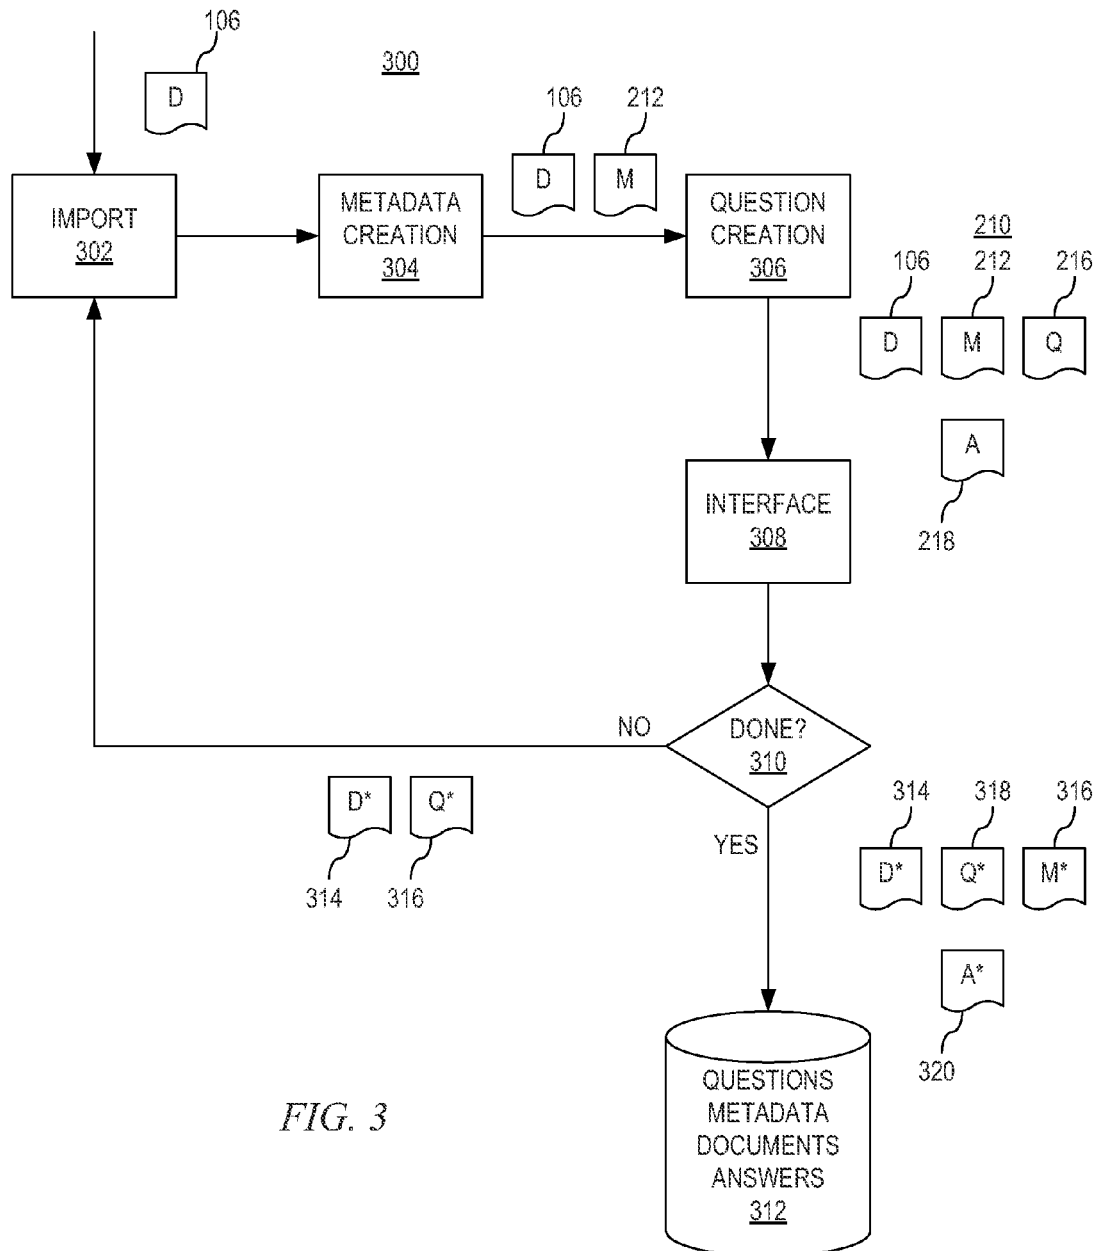 106
300
D
106
212
D
M
IMPORT
302
METADATA
CREATION
304
QUESTION
CREATION
306
210
106
212
216
D
M
Q
A
218
INTERFACE
308
DONE?
310
NO
D*
Q*
314
316
YES
314
318
316
D*
Q*
M*
A*
320
QUESTIONS
METADATA
DOCUMENTS
ANSWERS
312
FIG. 3